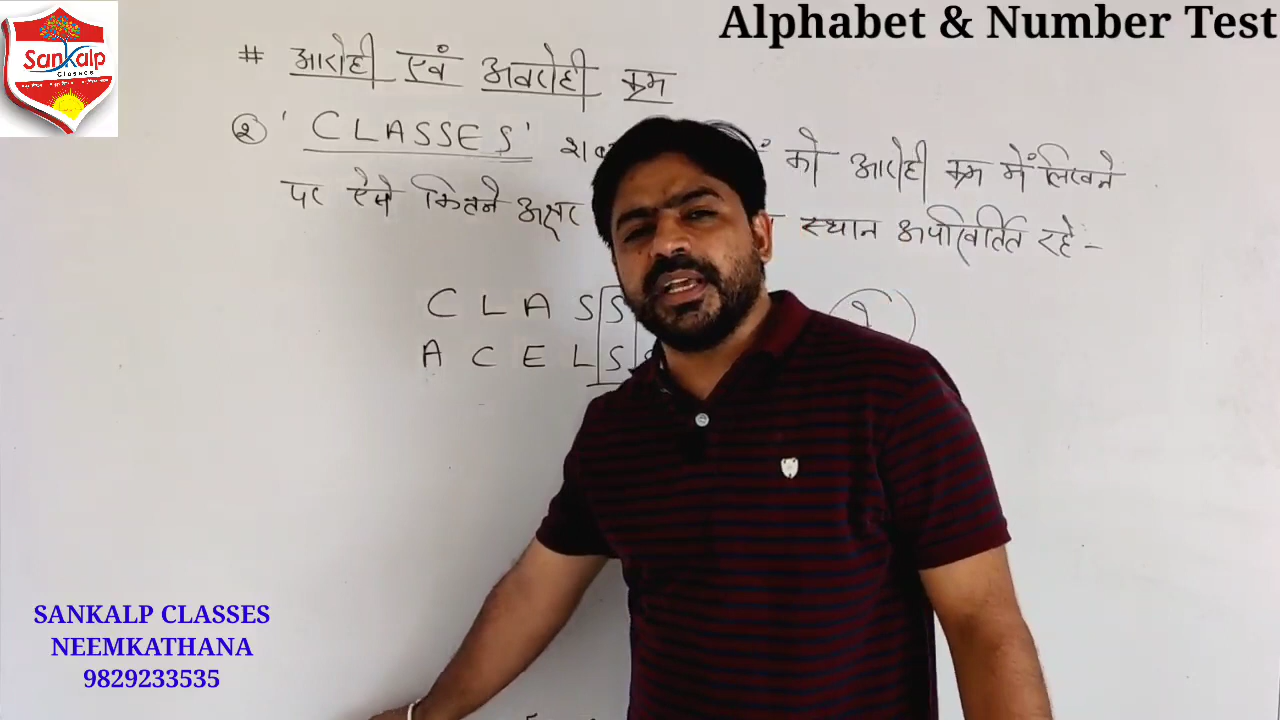 Alphabet & Number Test
Sankalp
Classes
# आरोही एवं अवरोही क्रम
② 'CLASSES' को आरोही क्रम में लिखने
पर ऐसे कितने अक्षर स्थान अपरिवर्तित रहे -
C L A S S
A C E L S
SANKALP CLASSES
NEEMKATHANA
9829233535